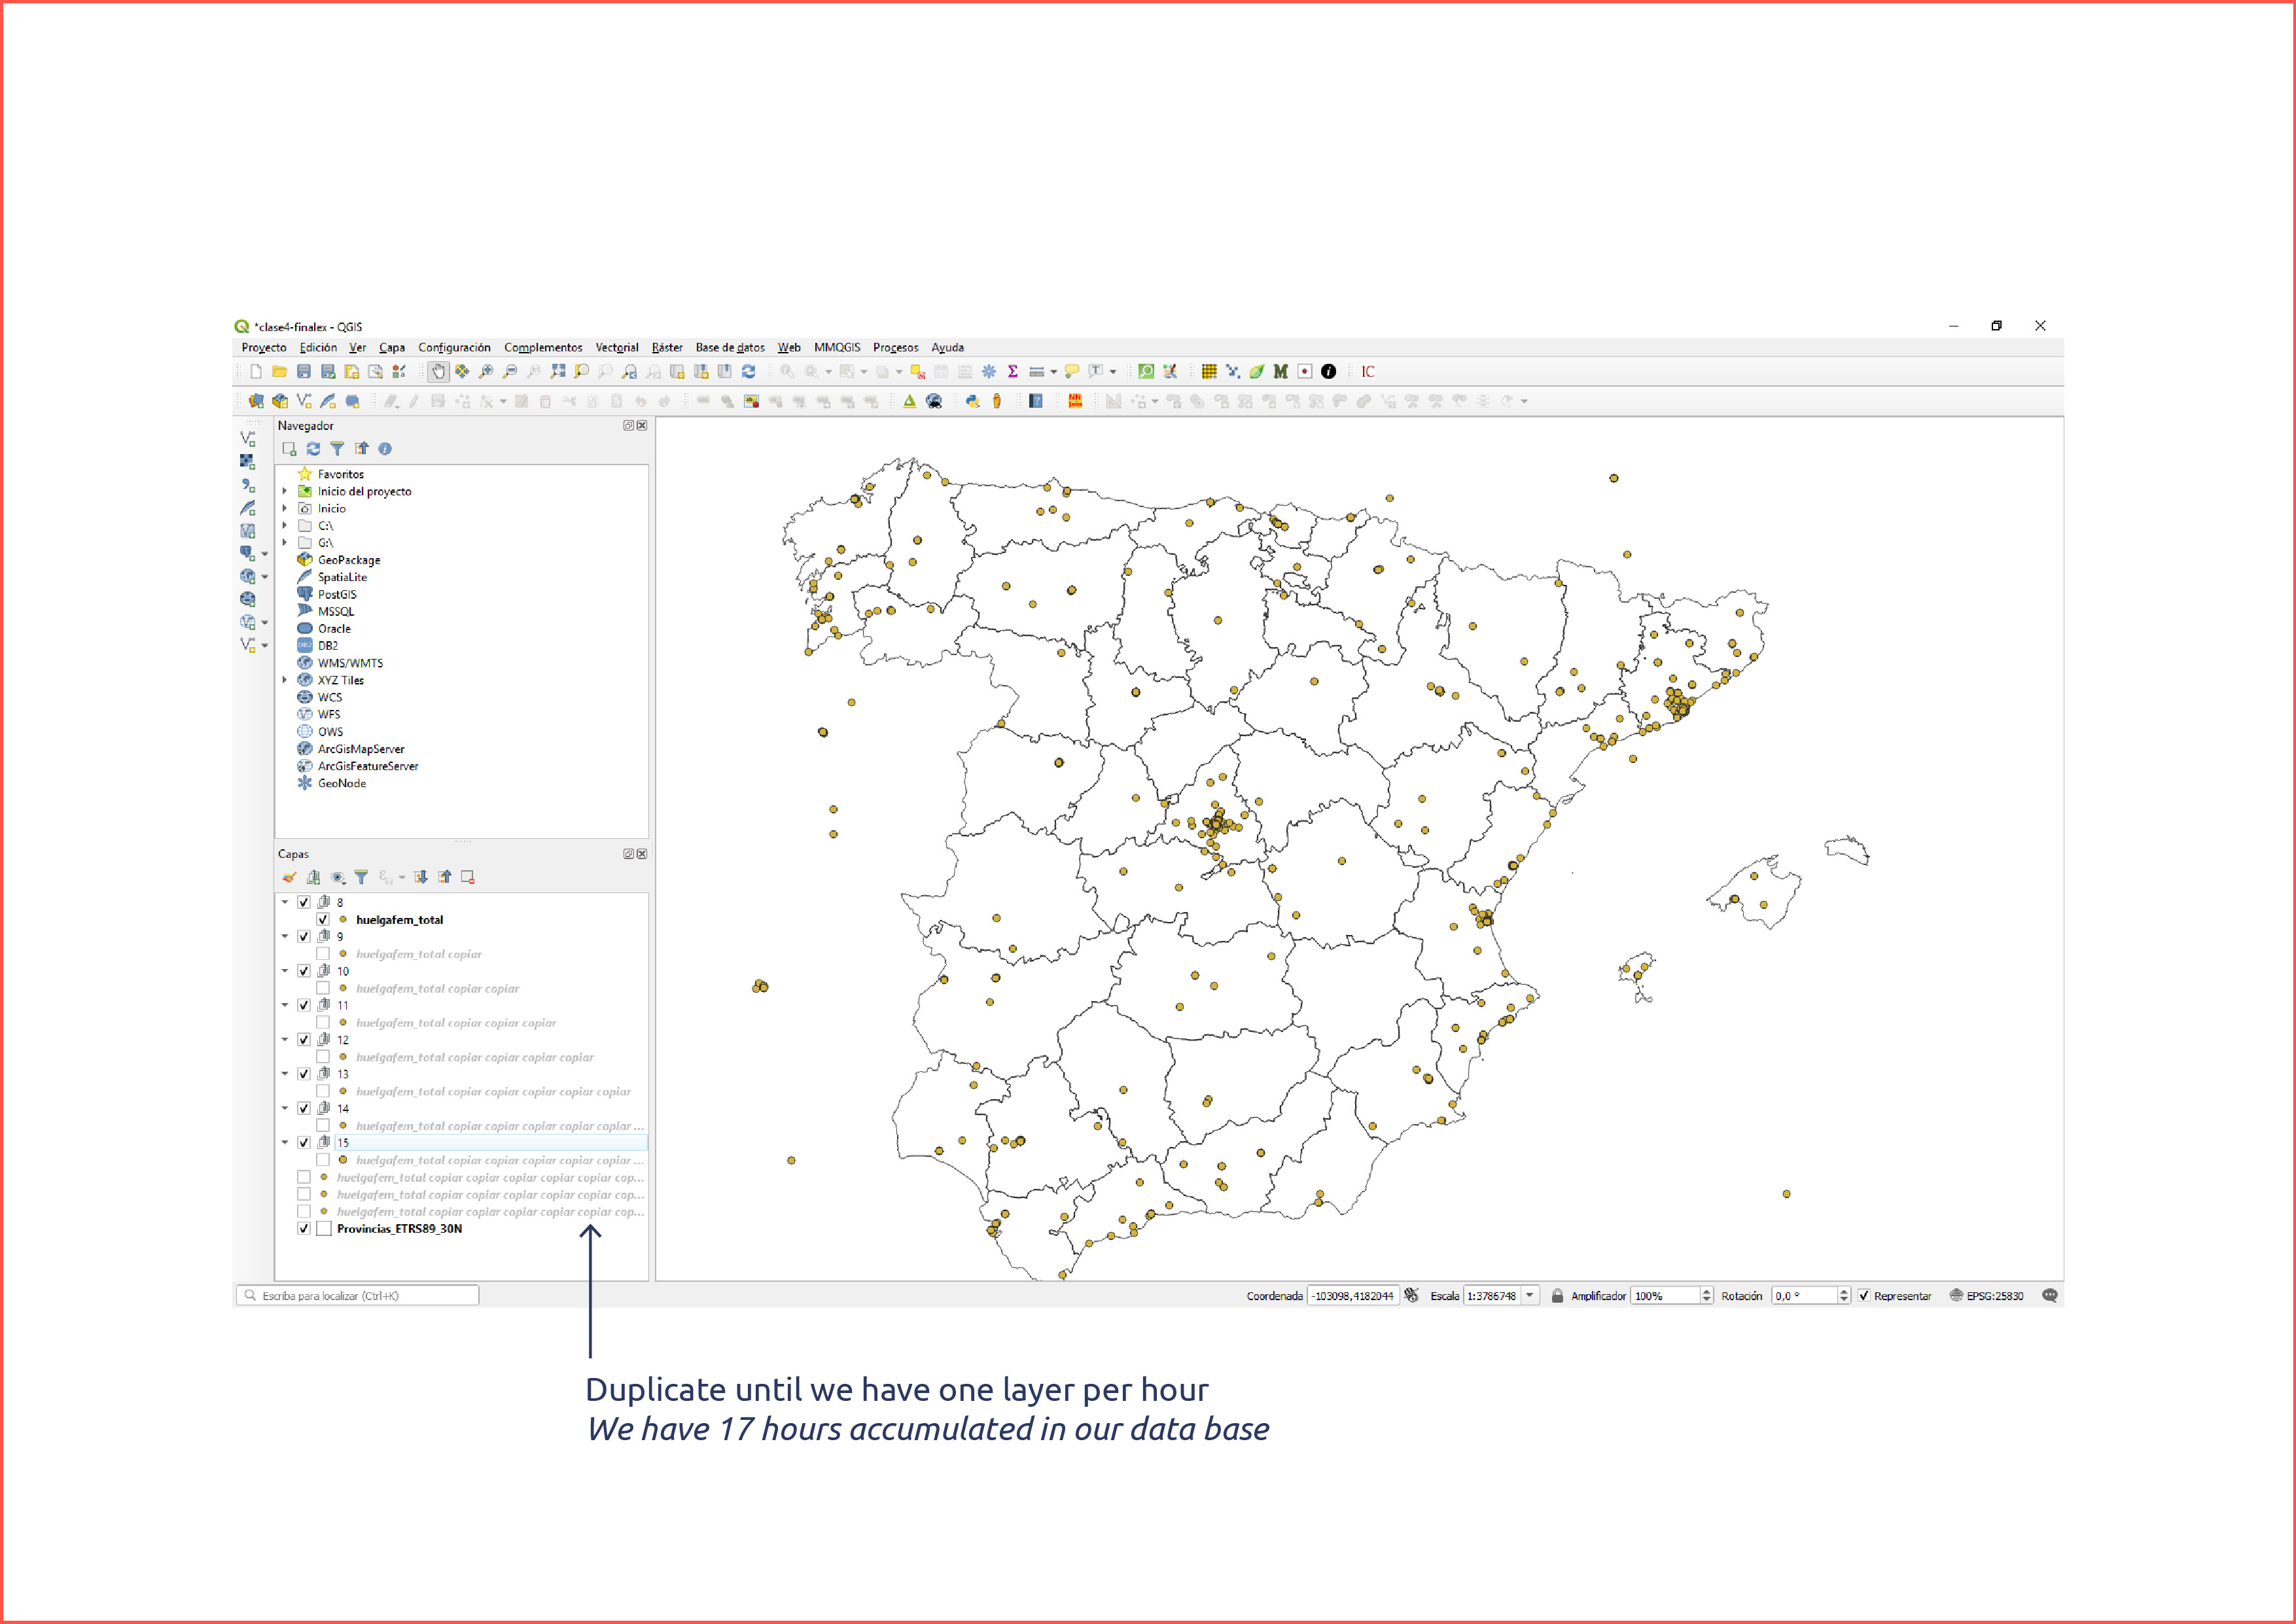 *clase4-finalex - QGIS
Proyecto Edición Ver Capa Configuración Complementos Vectorial Ráster Base de datos Web MMQGIS Procesos Ayuda
IC
Navegador
Favoritos
Inicio del proyecto
Inicio
C:\
G:\
GeoPackage
SpatiaLite
PostGIS
MSSQL
Oracle
DB2
WMS/WMTS
XYZ Tiles
WCS
WFS
OWS
ArcGisMapServer
ArcGisFeatureServer
GeoNode
Capas
8
huelgafem_total
9
huelgafem_total copiar
10
huelgafem_total copiar copiar
11
huelgafem_total copiar copiar copiar
12
huelgafem_total copiar copiar copiar copiar
13
huelgafem_total copiar copiar copiar copiar copiar
14
huelgafem_total copiar copiar copiar copiar copiar ...
15
huelgafem_total copiar copiar copiar copiar copiar ...
huelgafem_total copiar copiar copiar copiar copiar cop...
huelgafem_total copiar copiar copiar copiar copiar cop...
huelgafem_total copiar copiar copiar copiar copiar cop...
Provincias_ETRS89_30N
Escriba para localizar (Ctrl+K) Coordenada -103098,4182044 Escala 1:3786748 Amplificador 100% Rotación 0,0 ° Representar EPSG:25830
Duplicate until we have one layer per hour
We have 17 hours accumulated in our data base